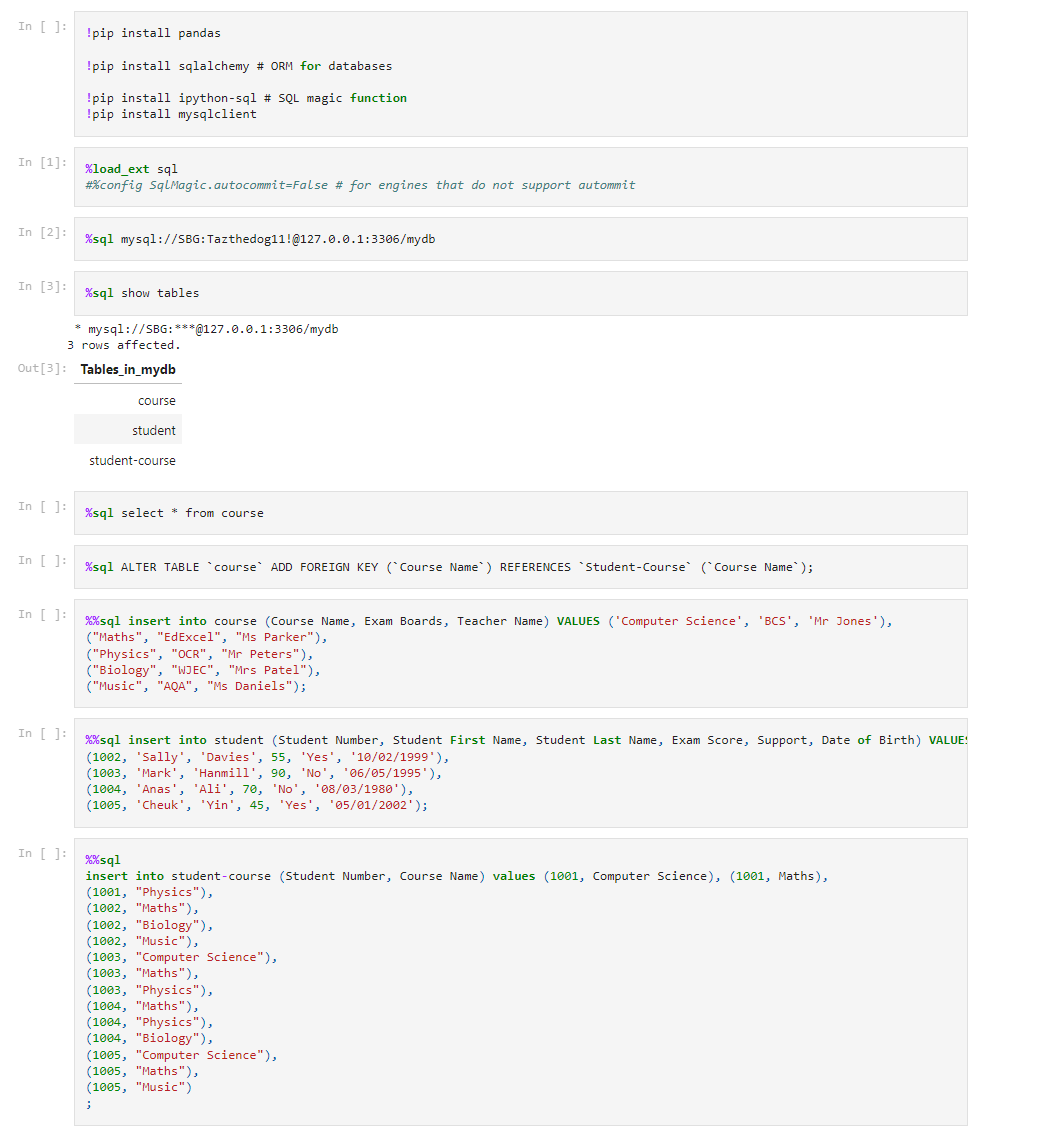 In [ ]:
!pip install pandas
!pip install sqlalchemy # ORM for databases
!pip install ipython-sql # SQL magic function
!pip install mysqlclient
In [1]:
%load_ext sql
#%config SqlMagic.autocommit=False # for engines that do not support autommit
In [2]:
%sql mysql://SBG:Tazthedog11!@127.0.0.1:3306/mydb
In [3]:
%sql show tables
* mysql://SBG:***@127.0.0.1:3306/mydb
3 rows affected.
Out[3]:
Tables_in_mydb
course
student
student-course
In [ ]:
%sql select * from course
In [ ]:
%sql ALTER TABLE `course` ADD FOREIGN KEY (`Course Name`) REFERENCES `Student-Course` (`Course Name`);
In [ ]:
%%sql insert into course (Course Name, Exam Boards, Teacher Name) VALUES ('Computer Science', 'BCS', 'Mr Jones'),
("Maths", "EdExcel", "Ms Parker"),
("Physics", "OCR", "Mr Peters"),
("Biology", "WJEC", "Mrs Patel"),
("Music", "AQA", "Ms Daniels");
In [ ]:
%%sql insert into student (Student Number, Student First Name, Student Last Name, Exam Score, Support, Date of Birth) VALUES
(1002, 'Sally', 'Davies', 55, 'Yes', '10/02/1999'),
(1003, 'Mark', 'Hanmill', 90, 'No', '06/05/1995'),
(1004, 'Anas', 'Ali', 70, 'No', '08/03/1980'),
(1005, 'Cheuk', 'Yin', 45, 'Yes', '05/01/2002');
In [ ]:
%%sql
insert into student-course (Student Number, Course Name) values (1001, Computer Science), (1001, Maths),
(1001, "Physics"),
(1002, "Maths"),
(1002, "Biology"),
(1002, "Music"),
(1003, "Computer Science"),
(1003, "Maths"),
(1003, "Physics"),
(1004, "Maths"),
(1004, "Physics"),
(1004, "Biology"),
(1005, "Computer Science"),
(1005, "Maths"),
(1005, "Music")
;